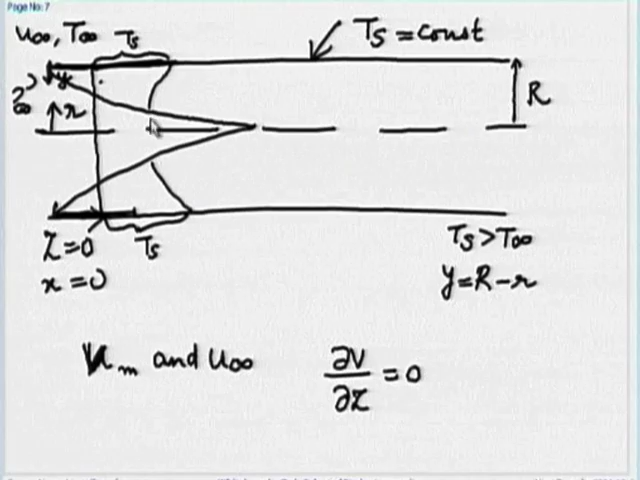 Page No: 7
u∞, T∞ Ts
Ts = const
y
r
R
Z=0
Ts
Ts > T∞
x=0
y=R-r
um and u∞
∂V/∂Z = 0